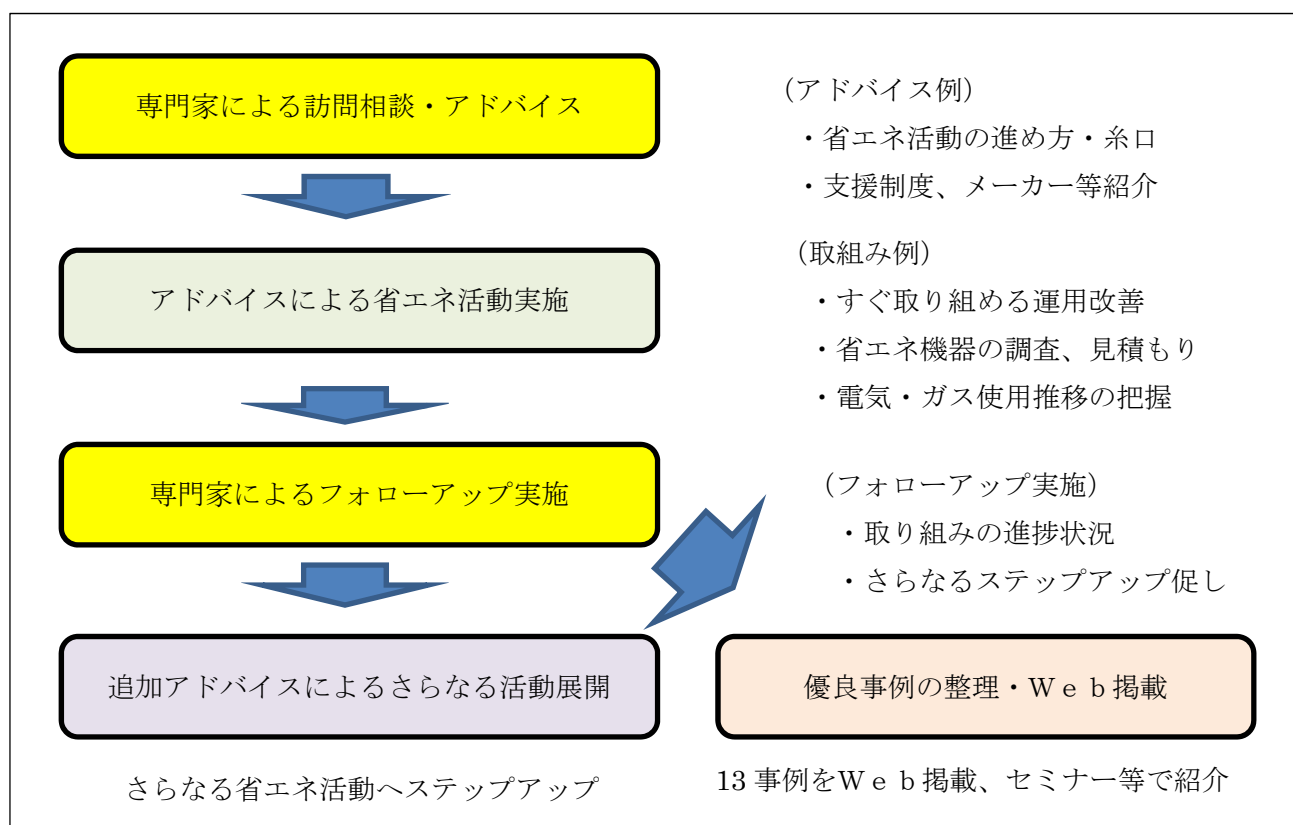 専門家による訪問相談・アドバイス
(アドバイス例)
・省エネ活動の進め方・糸口
・支援制度、メーカー等紹介
アドバイスによる省エネ活動実施
(取組み例)
・すぐ取り組める運用改善
・省エネ機器の調査、見積もり
・電気・ガス使用推移の把握
専門家によるフォローアップ実施
(フォローアップ実施)
・取り組みの進捗状況
・さらなるステップアップ促し
追加アドバイスによるさらなる活動展開
さらなる省エネ活動へステップアップ
優良事例の整理・Ｗｅｂ掲載
13 事例をＷｅｂ掲載、セミナー等で紹介